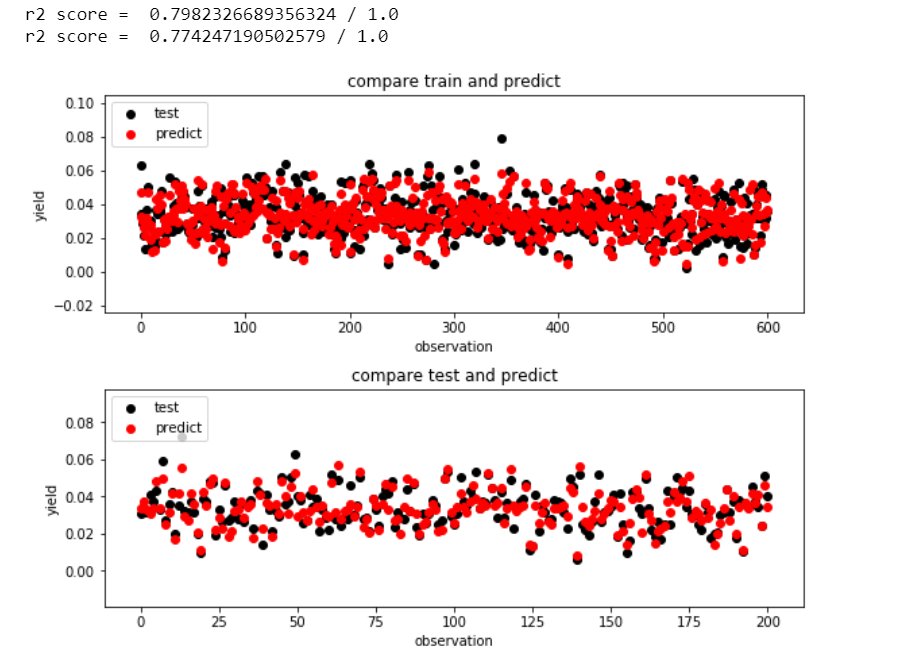 r2 score =  0.7982326689356324 / 1.0
r2 score =  0.774247190502579 / 1.0
compare train and predict
test
predict
0.10
0.08
0.06
0.04
0.02
0.00
−0.02
yield
0 100 200 300 400 500 600
observation
compare test and predict
test
predict
0.08
0.06
0.04
0.02
0.00
yield
0 25 50 75 100 125 150 175 200
observation